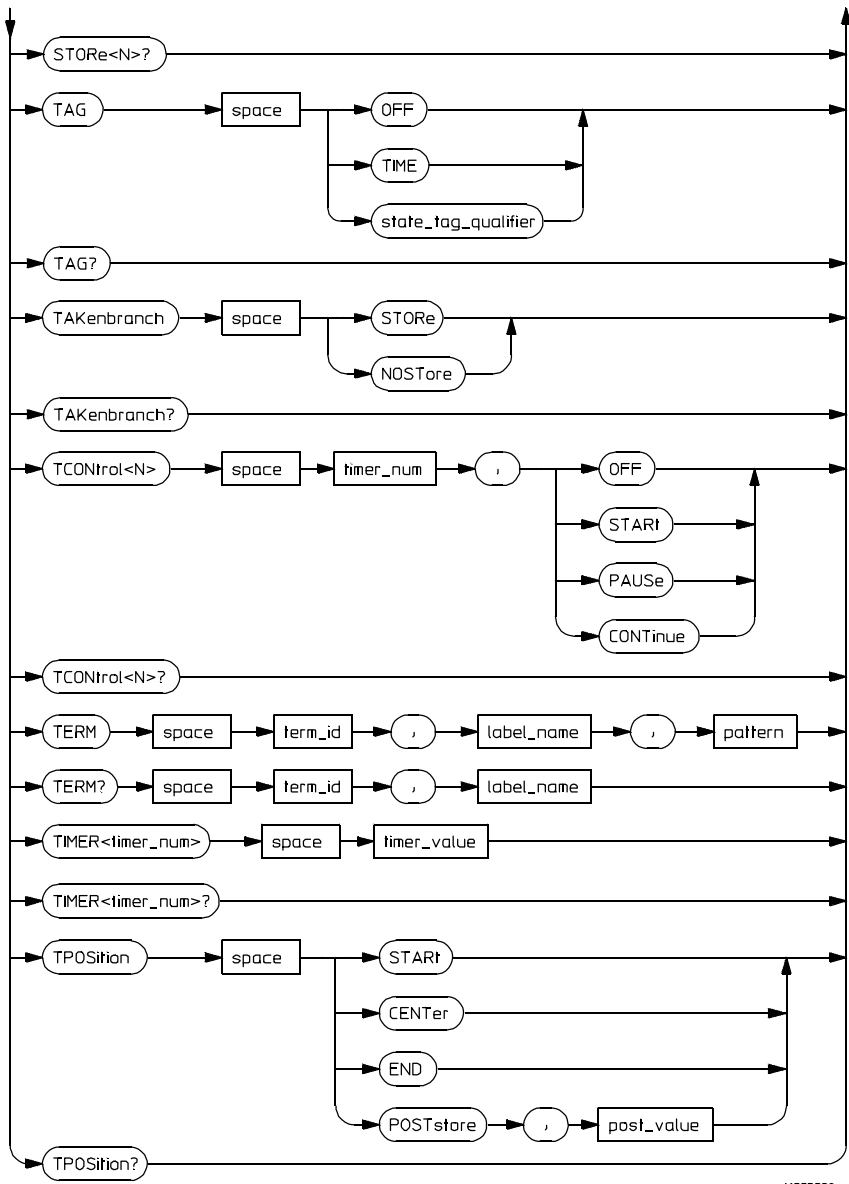 STORe<N>?
TAG space OFF
TIME
state_tag_qualifier
TAG?
TAKenbranch space STORe
NOSTore
TAKenbranch?
TCONtrol<N> space timer_num , OFF
STARt
PAUSe
CONTinue
TCONtrol<N>?
TERM space term_id , label_name , pattern
TERM? space term_id , label_name
TIMER<timer_num> space timer_value
TIMER<timer_num>?
TPOSition space STARt
CENTer
END
POSTstore , post_value
TPOSition?